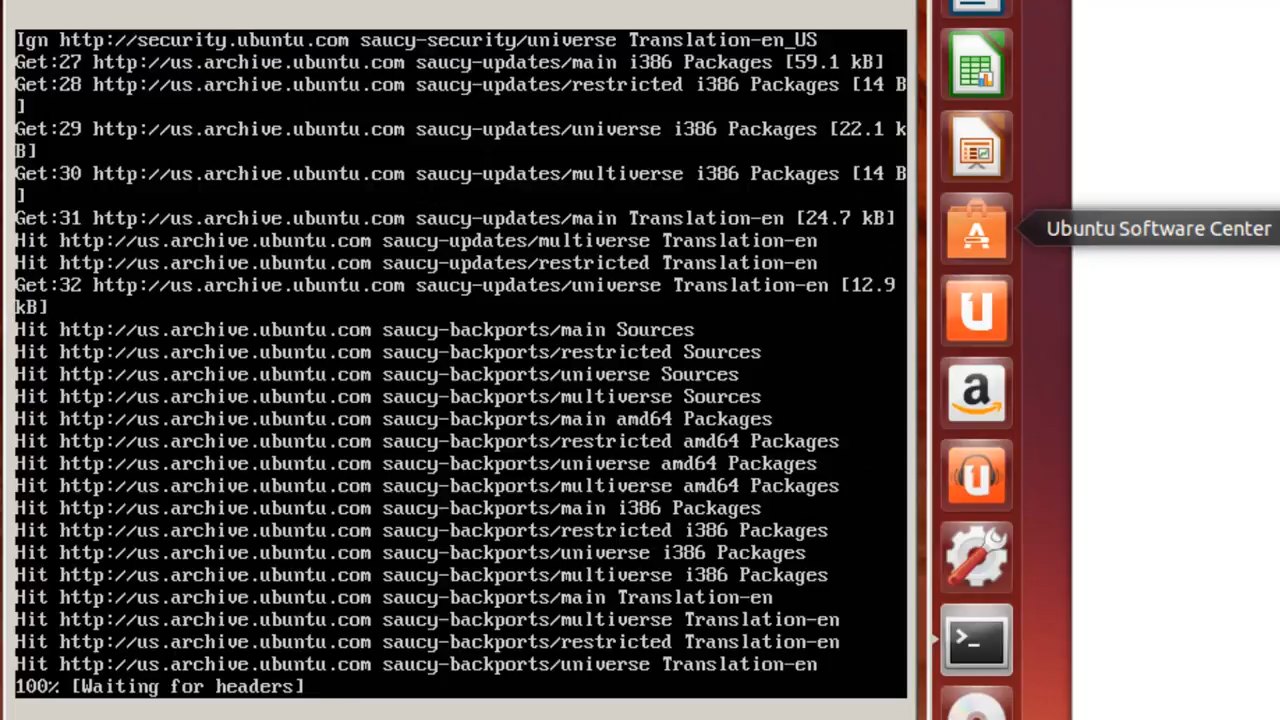 Ign http://security.ubuntu.com saucy-security/universe Translation-en_US
Get:27 http://us.archive.ubuntu.com saucy-updates/main i386 Packages [59.1 kB]
Get:28 http://us.archive.ubuntu.com saucy-updates/restricted i386 Packages [14 B
]
Get:29 http://us.archive.ubuntu.com saucy-updates/universe i386 Packages [22.1 k
B]
Get:30 http://us.archive.ubuntu.com saucy-updates/multiverse i386 Packages [14 B
]
Get:31 http://us.archive.ubuntu.com saucy-updates/main Translation-en [24.7 kB]
Hit http://us.archive.ubuntu.com saucy-updates/multiverse Translation-en
Hit http://us.archive.ubuntu.com saucy-updates/restricted Translation-en
Get:32 http://us.archive.ubuntu.com saucy-updates/universe Translation-en [12.9
kB]
Hit http://us.archive.ubuntu.com saucy-backports/main Sources
Hit http://us.archive.ubuntu.com saucy-backports/restricted Sources
Hit http://us.archive.ubuntu.com saucy-backports/universe Sources
Hit http://us.archive.ubuntu.com saucy-backports/multiverse Sources
Hit http://us.archive.ubuntu.com saucy-backports/main amd64 Packages
Hit http://us.archive.ubuntu.com saucy-backports/restricted amd64 Packages
Hit http://us.archive.ubuntu.com saucy-backports/universe amd64 Packages
Hit http://us.archive.ubuntu.com saucy-backports/multiverse amd64 Packages
Hit http://us.archive.ubuntu.com saucy-backports/main i386 Packages
Hit http://us.archive.ubuntu.com saucy-backports/restricted i386 Packages
Hit http://us.archive.ubuntu.com saucy-backports/universe i386 Packages
Hit http://us.archive.ubuntu.com saucy-backports/multiverse i386 Packages
Hit http://us.archive.ubuntu.com saucy-backports/main Translation-en
Hit http://us.archive.ubuntu.com saucy-backports/multiverse Translation-en
Hit http://us.archive.ubuntu.com saucy-backports/restricted Translation-en
Hit http://us.archive.ubuntu.com saucy-backports/universe Translation-en
100% [Waiting for headers]
Ubuntu Software Center
A
u
a
u
>_